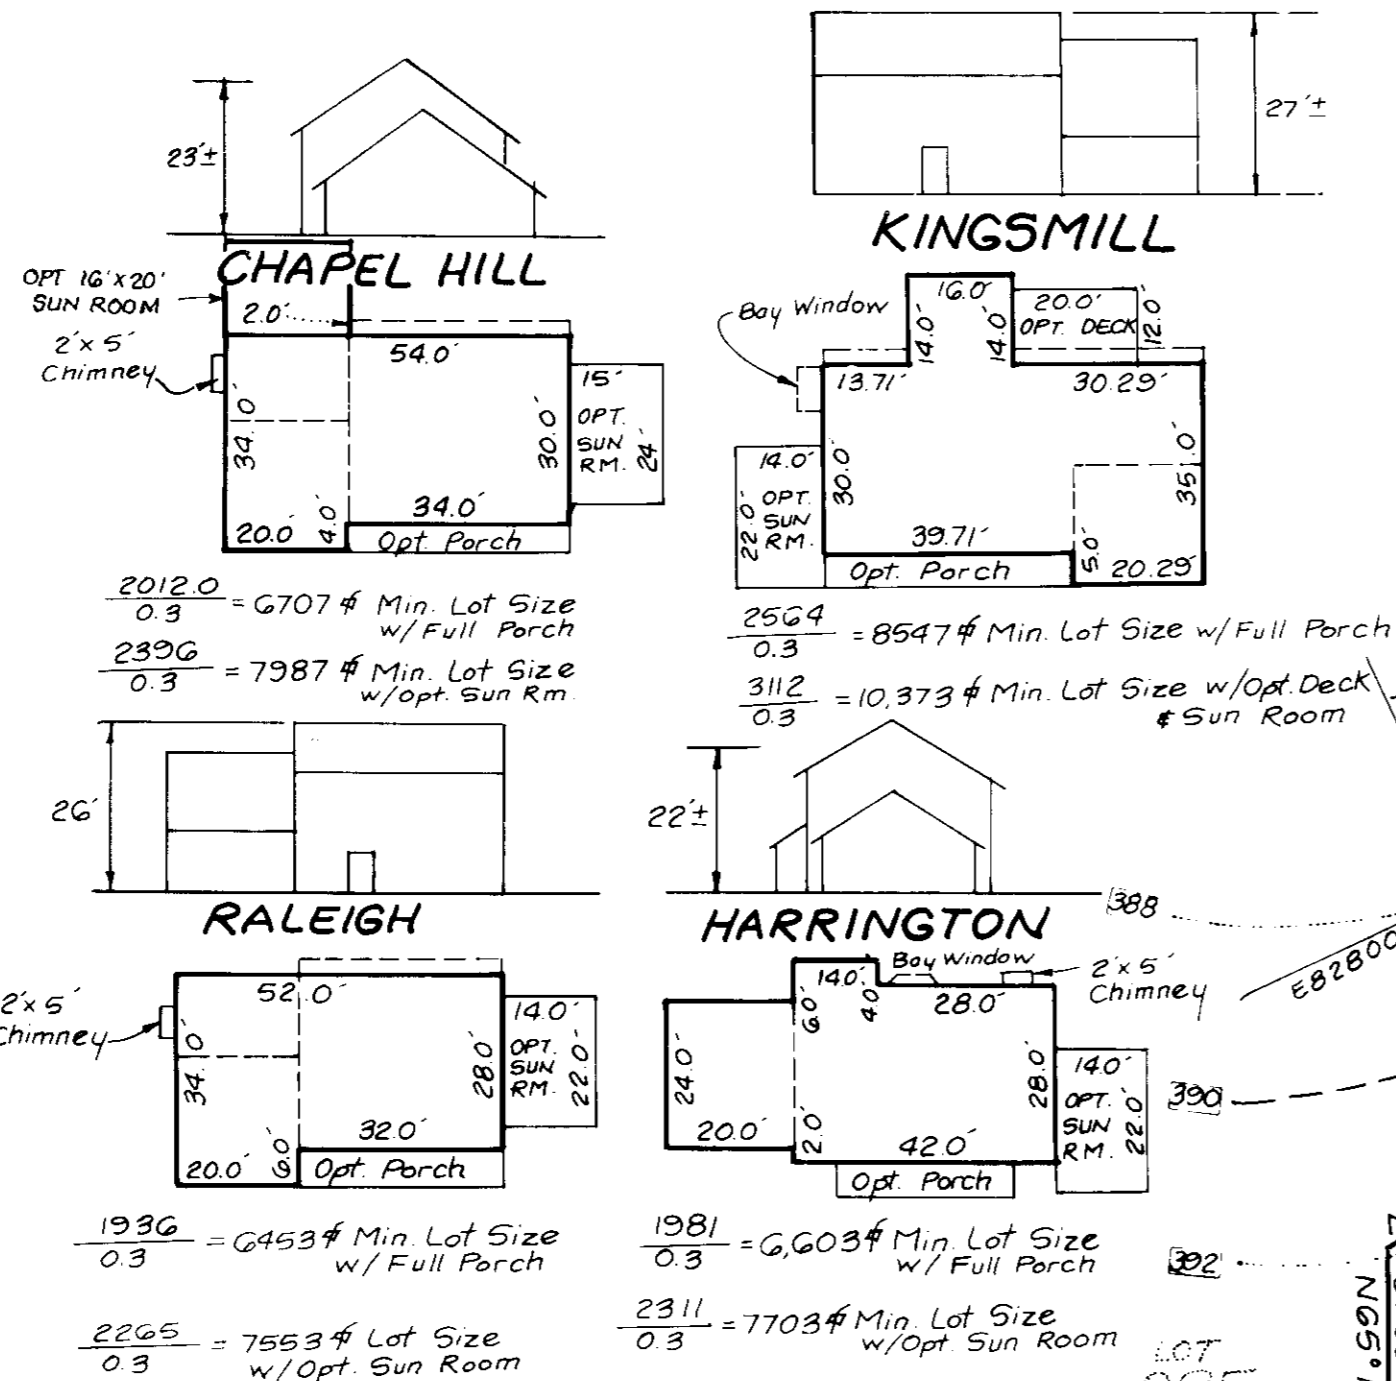 23'±
CHAPEL HILL
OPT 16'x20'
SUN ROOM
2'x5'
Chimney
2.0'
54.0'
34.0'
30.0'
15'
OPT.
SUN
RM.
24'
20.0'
4.0'
34.0'
Opt. Porch
2012.0
0.3
= 6707 ⏍ Min. Lot Size
w/ Full Porch
2396
0.3
= 7987 ⏍ Min. Lot Size
w/opt. Sun Rm.
27'±
KINGSMILL
Bay Window
16.0'
14.0'
14.0'
20.0'
OPT. DECK
12.0'
13.71'
30.29'
30.0'
35.0'
14.0'
OPT.
SUN
RM.
22.0'
39.71'
5.0'
20.29'
Opt. Porch
2564
0.3
= 8547 ⏍ Min. Lot Size w/Full Porch
3112
0.3
= 10,373 ⏍ Min. Lot Size w/Opt. Deck
& Sun Room
26'
RALEIGH
2'x5'
Chimney
52.0'
34.0'
28.0'
14.0'
OPT.
SUN
RM.
22.0'
20.0'
6.0'
32.0'
Opt. Porch
1936
0.3
= 6453 ⏍ Min. Lot Size
w/ Full Porch
2265
0.3
= 7553 ⏍ Lot Size
w/Opt. Sun Room
22'±
HARRINGTON
Bay Window
2'x5'
Chimney
14.0'
6.0'
4.0'
28.0'
24.0'
20.0'
2.0'
42.0'
28.0'
14.0'
OPT.
SUN
RM.
22.0'
Opt. Porch
1981
0.3
= 6,603 ⏍ Min. Lot Size
w/ Full Porch
2311
0.3
= 7703 ⏍ Min. Lot Size
w/Opt. Sun Room
388
E82800
390
392
N65°
LOT